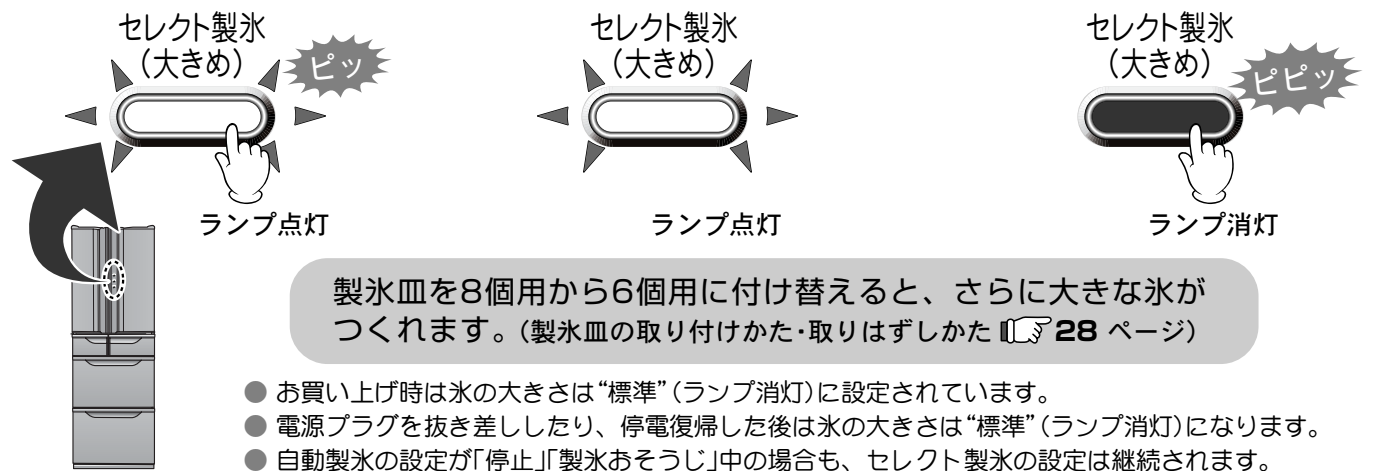 セレクト製氷
（大きめ）
ピッ
ランプ点灯
セレクト製氷
（大きめ）
ランプ点灯
セレクト製氷
（大きめ）
ピピッ
ランプ消灯
製氷皿を8個用から6個用に付け替えると、さらに大きな氷が
つくれます。（製氷皿の取り付けかた・取りはずしかた 28 ページ）
● お買い上げ時は氷の大きさは“標準”（ランプ消灯）に設定されています。
● 電源プラグを抜き差ししたり、停電復帰した後は氷の大きさは“標準”（ランプ消灯）になります。
● 自動製氷の設定が「停止」「製氷おそうじ」中の場合も、セレクト製氷の設定は継続されます。